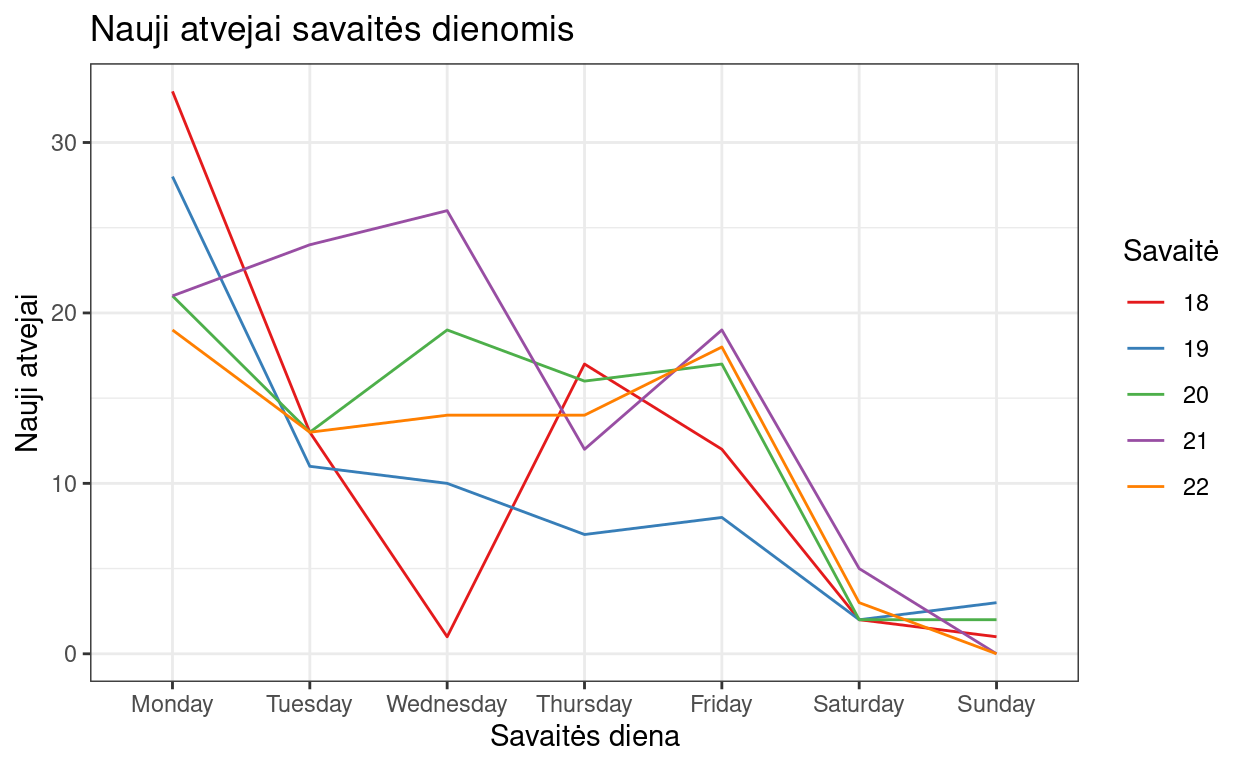 Nauji atvejai savaitės dienomis
Nauji atvejai
30
20
10
0
Monday Tuesday Wednesday Thursday Friday Saturday Sunday
Savaitės diena
Savaitė
18
19
20
21
22